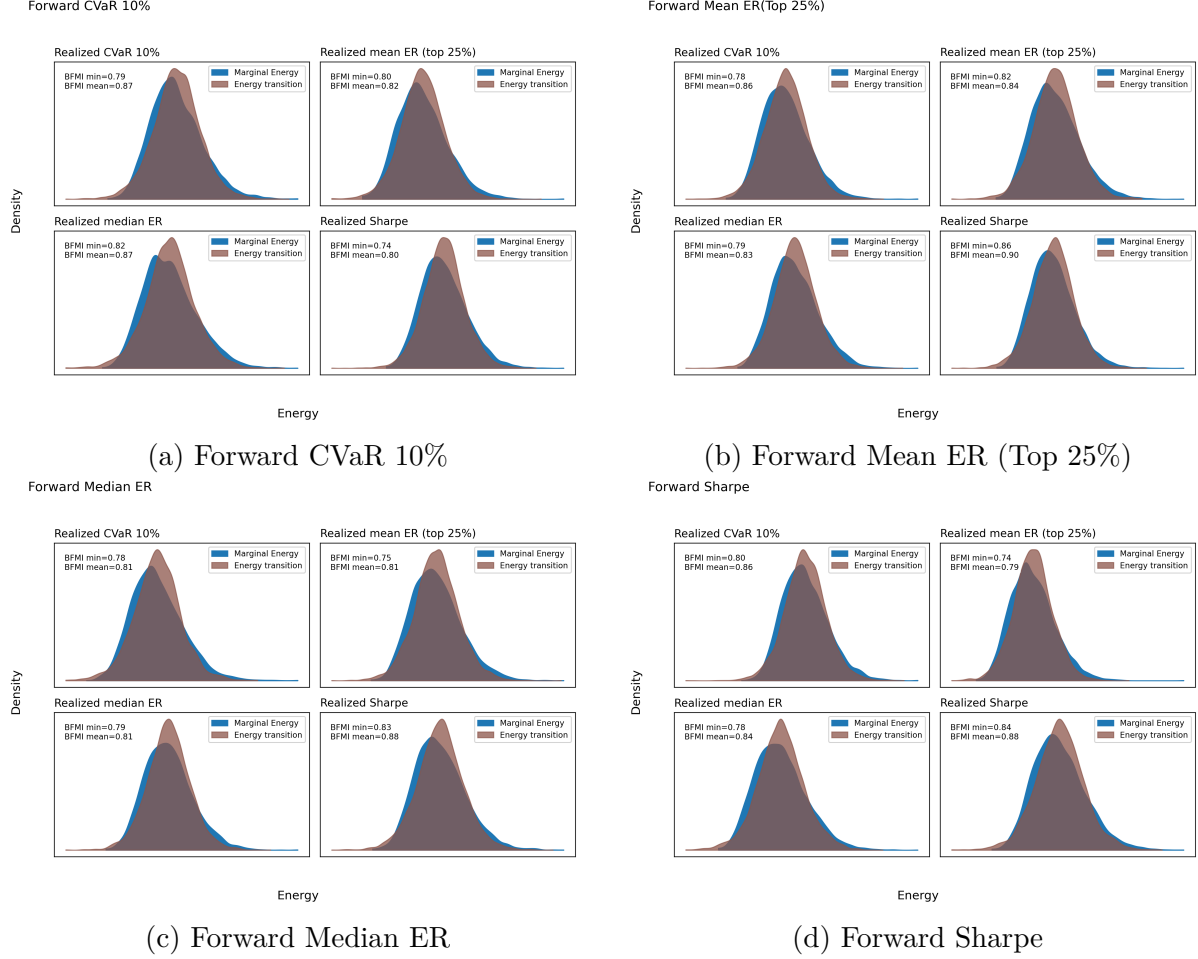 Forward CVaR 10%
Realized CVaR 10%
BFMI min=0.79
BFMI mean=0.87
Marginal Energy
Energy transition
Realized mean ER (top 25%)
BFMI min=0.80
BFMI mean=0.82
Marginal Energy
Energy transition
Realized median ER
BFMI min=0.82
BFMI mean=0.87
Marginal Energy
Energy transition
Realized Sharpe
BFMI min=0.74
BFMI mean=0.80
Marginal Energy
Energy transition
Density
Energy
(a) Forward CVaR 10%
Forward Mean ER(Top 25%)
Realized CVaR 10%
BFMI min=0.78
BFMI mean=0.86
Marginal Energy
Energy transition
Realized mean ER (top 25%)
BFMI min=0.82
BFMI mean=0.84
Marginal Energy
Energy transition
Realized median ER
BFMI min=0.79
BFMI mean=0.83
Marginal Energy
Energy transition
Realized Sharpe
BFMI min=0.86
BFMI mean=0.90
Marginal Energy
Energy transition
Density
Energy
(b) Forward Mean ER (Top 25%)
Forward Median ER
Realized CVaR 10%
BFMI min=0.78
BFMI mean=0.81
Marginal Energy
Energy transition
Realized mean ER (top 25%)
BFMI min=0.75
BFMI mean=0.81
Marginal Energy
Energy transition
Realized median ER
BFMI min=0.79
BFMI mean=0.81
Marginal Energy
Energy transition
Realized Sharpe
BFMI min=0.83
BFMI mean=0.88
Marginal Energy
Energy transition
Density
Energy
(c) Forward Median ER
Forward Sharpe
Realized CVaR 10%
BFMI min=0.80
BFMI mean=0.86
Marginal Energy
Energy transition
Realized mean ER (top 25%)
BFMI min=0.74
BFMI mean=0.79
Marginal Energy
Energy transition
Realized median ER
BFMI min=0.78
BFMI mean=0.84
Marginal Energy
Energy transition
Realized Sharpe
BFMI min=0.84
BFMI mean=0.88
Marginal Energy
Energy transition
Density
Energy
(d) Forward Sharpe